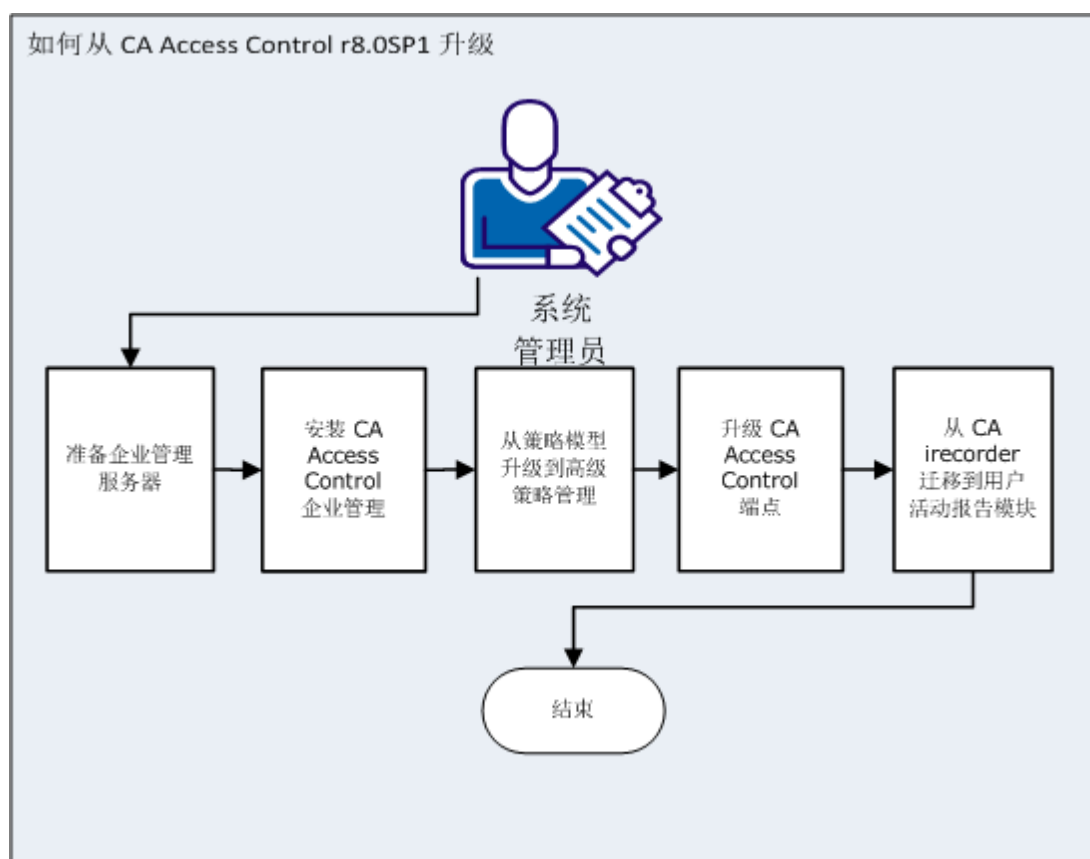 如何从 CA Access Control r8.0SP1 升级
系统
管理员
准备企业管理
服务器
安装 CA
Access
Control
企业管理
从策略模型
升级到高级
策略管理
升级 CA
Access
Control
端点
从 CA
irecorder
迁移到用户
活动报告模块
结束